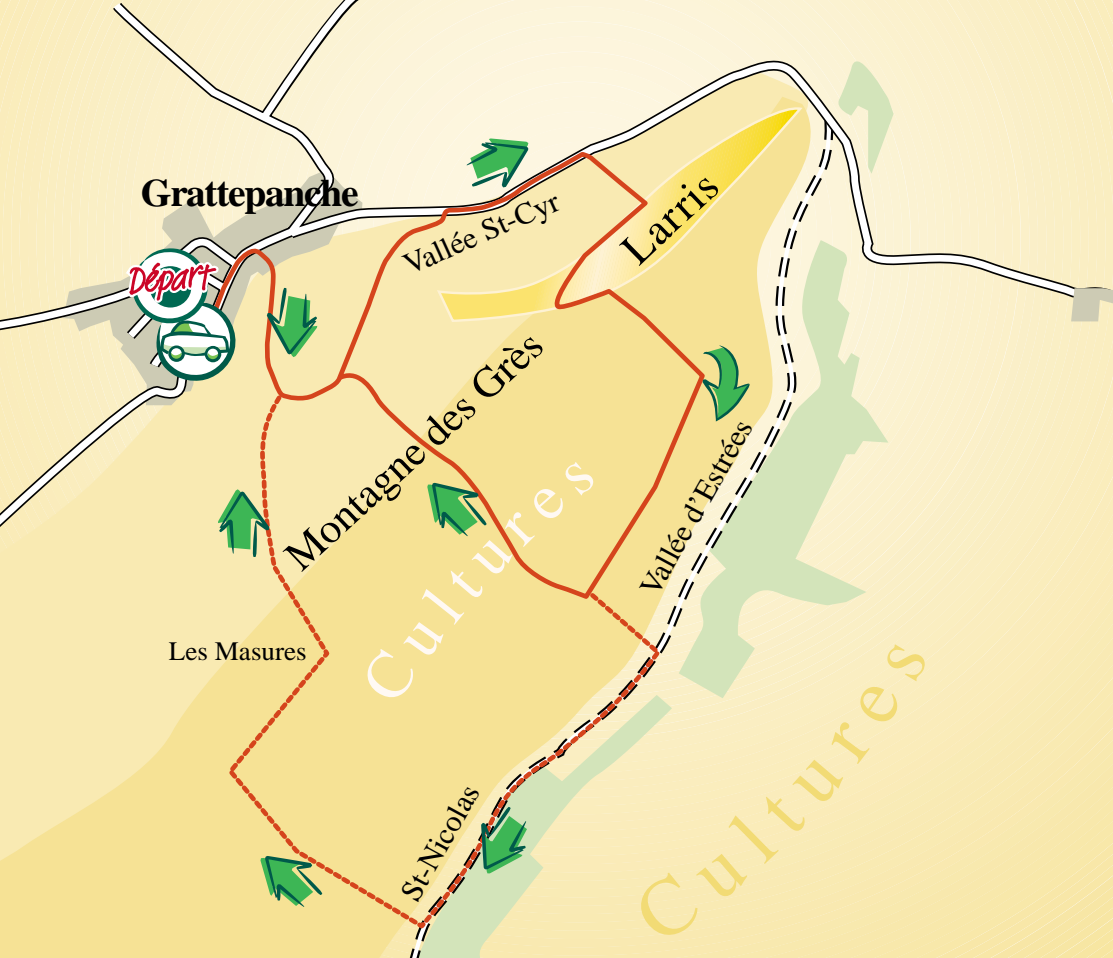 Grattepanche
Départ
Vallée St-Cyr
Larris
Montagne des Grès
Cultures
Vallée d'Estrées
Les Masures
St-Nicolas
Cultures